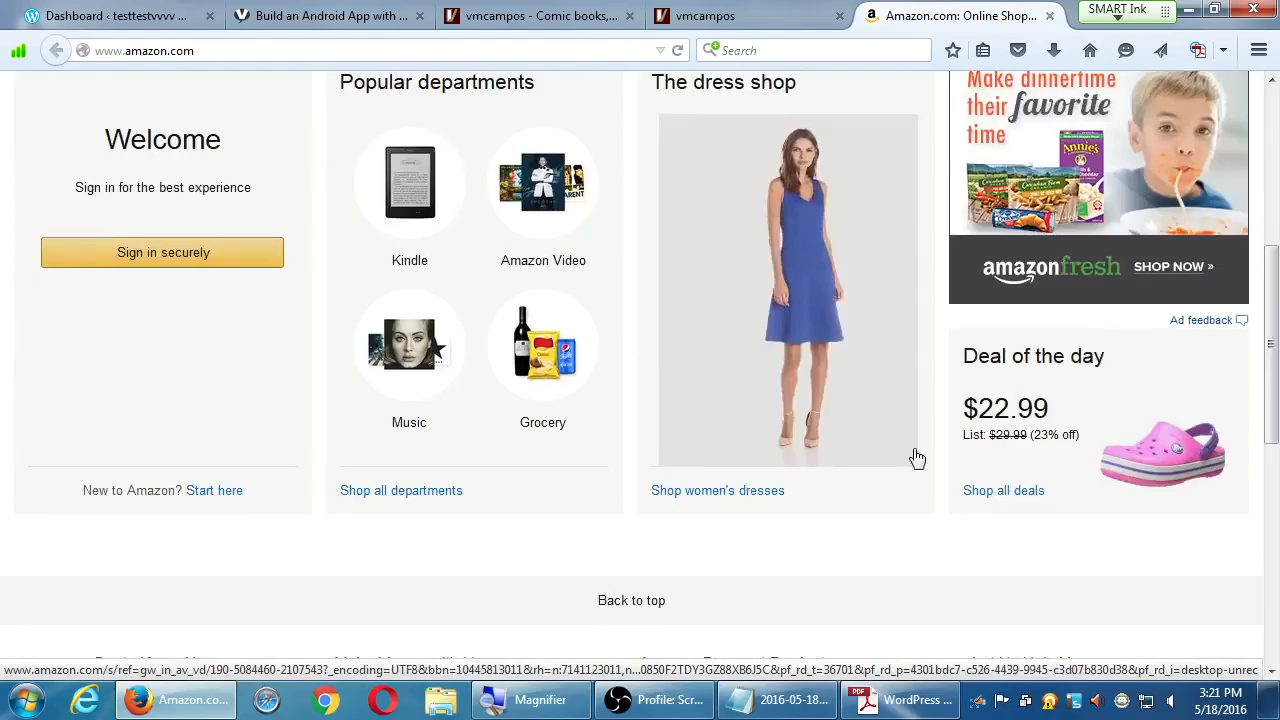 Dashboard ‹ testtestvvvv
Build an Android App with
vmcampos - Comic books,...
vmcampos
Amazon.com: Online Shop...
SMART Ink
www.amazon.com
Search
Popular departments
The dress shop
Make dinnertime
their favorite
time
Welcome
Sign in for the best experience
Sign in securely
Kindle
Amazon Video
Annie's
amazonfresh
SHOP NOW »
Ad feedback
Deal of the day
$22.99
List: $29.99 (23% off)
Music
Grocery
New to Amazon? Start here
Shop all departments
Shop women's dresses
Shop all deals
Back to top
www.amazon.com/s/ref=gw_in_av_vd/190-5084460-2107543?_encoding=UTF8&bbn=10445813011&rh=n:7141123011,n...0850F2TDY3GZ88XB6J5C&pf_rd_t=36701&pf_rd_p=4301bdc7-c526-4439-9945-c3d07b830d38&pf_rd_i=desktop-unrec
Amazon.co...
Magnifier
Profile: Scr...
2016-05-18...
WordPress ...
3:21 PM
5/18/2016